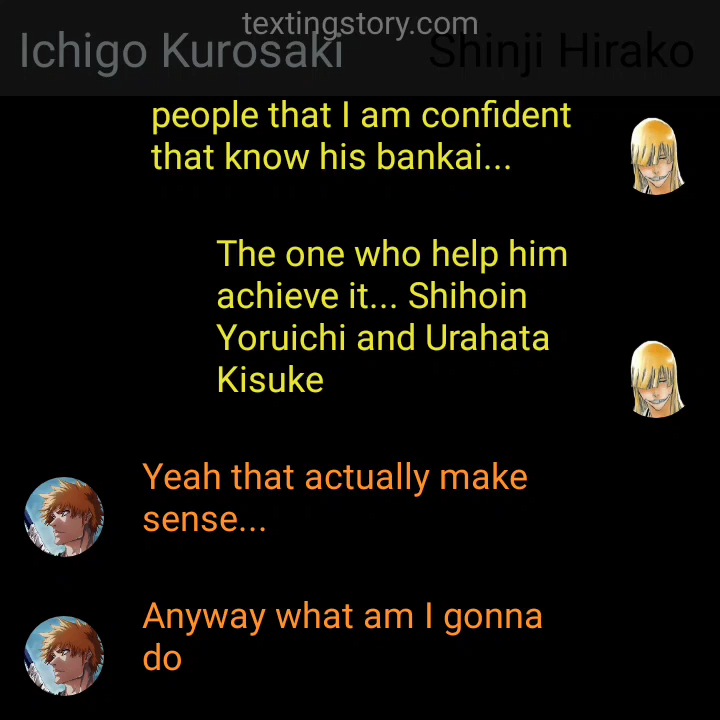 textingstory.com
Ichigo Kurosaki
Shinji Hirako
people that I am confident
that know his bankai...
The one who help him
achieve it... Shihoin
Yoruichi and Urahata
Kisuke
Yeah that actually make
sense...
Anyway what am I gonna
do